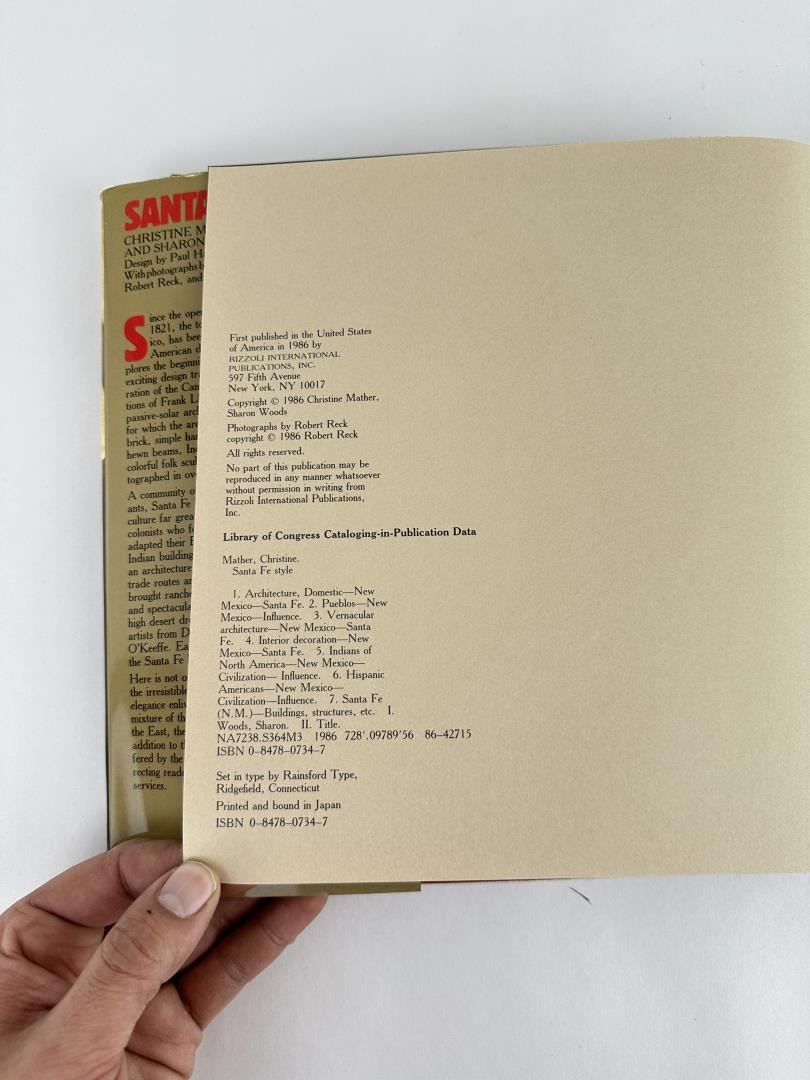 SANTA
CHRISTINE M
AND SHARON
Design by Paul H
With photographs b
Robert Reck, and
Since the ope
1821, the to
ico, has bee
American d
plores the beginni
exciting design tr
ration of the Can
tions of Frank L
passive-solar arc
for which the are
brick, simple ha
hewn beams, In
colorful folk scul
tographed in ov
A community o
ants, Santa Fe
culture far grea
colonists who f
adapted their E
Indian building
an architecture
trade routes a
brought ranch
and spectacula
high desert dr
artists from D
O'Keeffe. Ea
the Santa Fe
Here is not o
the irresistible
elegance enliv
mixture of th
the East, the
addition to t
fered by the
recting reade
services.
First published in the United States
of America in 1986 by
RIZZOLI INTERNATIONAL
PUBLICATIONS, INC.
597 Fifth Avenue
New York, NY 10017
Copyright © 1986 Christine Mather,
Sharon Woods
Photographs by Robert Reck
copyright © 1986 Robert Reck
All rights reserved.
No part of this publication may be
reproduced in any manner whatsoever
without permission in writing from
Rizzoli International Publications,
Inc.
Library of Congress Cataloging-in-Publication Data
Mather, Christine.
Santa Fe style
1. Architecture, Domestic—New
Mexico—Santa Fe. 2. Pueblos—New
Mexico—Influence. 3. Vernacular
architecture—New Mexico—Santa
Fe. 4. Interior decoration—New
Mexico—Santa Fe. 5. Indians of
North America—New Mexico—
Civilization— Influence. 6. Hispanic
Americans—New Mexico—
Civilization—Influence. 7. Santa Fe
(N.M.)—Buildings, structures, etc. I.
Woods, Sharon. II. Title.
NA7238.S364M3 1986 728'.09789'56 86-42715
ISBN 0-8478-0734-7
Set in type by Rainsford Type,
Ridgefield, Connecticut
Printed and bound in Japan
ISBN 0-8478-0734-7